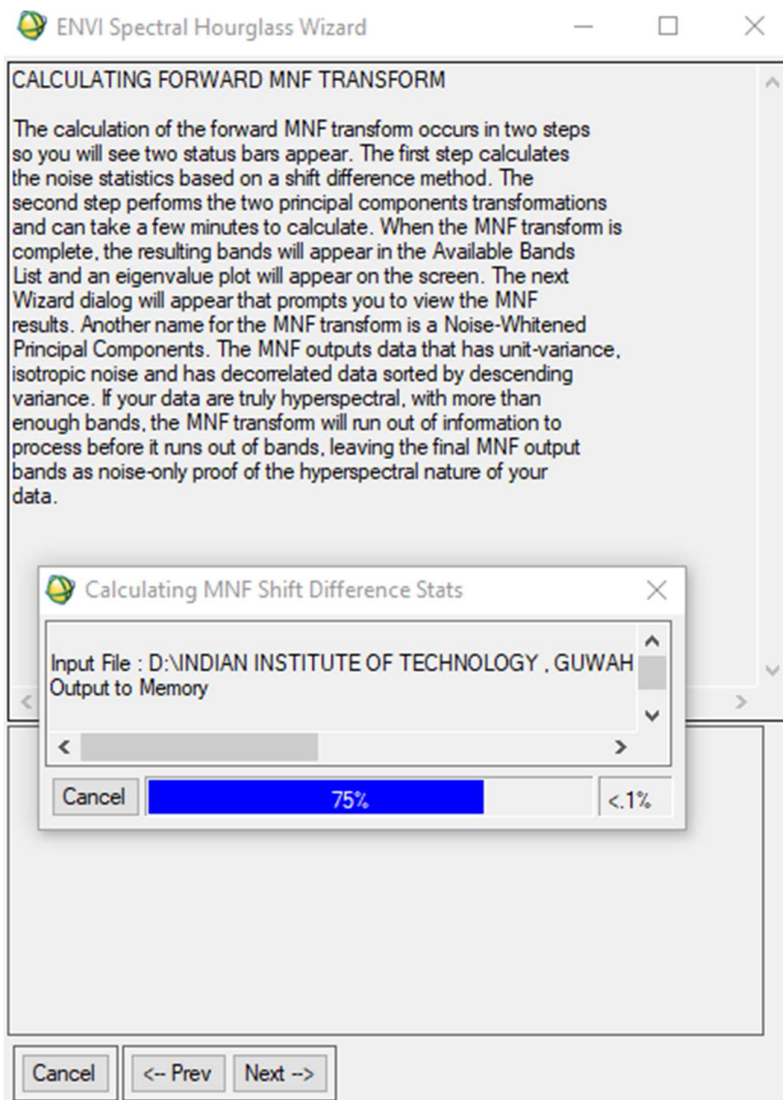 ENVI Spectral Hourglass Wizard
CALCULATING FORWARD MNF TRANSFORM
The calculation of the forward MNF transform occurs in two steps
so you will see two status bars appear. The first step calculates
the noise statistics based on a shift difference method. The
second step performs the two principal components transformations
and can take a few minutes to calculate. When the MNF transform is
complete, the resulting bands will appear in the Available Bands
List and an eigenvalue plot will appear on the screen. The next
Wizard dialog will appear that prompts you to view the MNF
results. Another name for the MNF transform is a Noise-Whitened
Principal Components. The MNF outputs data that has unit-variance,
isotropic noise and has decorrelated data sorted by descending
variance. If your data are truly hyperspectral, with more than
enough bands, the MNF transform will run out of information to
process before it runs out of bands, leaving the final MNF output
bands as noise-only proof of the hyperspectral nature of your
data.
Calculating MNF Shift Difference Stats
Input File : D:\INDIAN INSTITUTE OF TECHNOLOGY , GUWAH
Output to Memory
Cancel 75% <.1%
Cancel <-- Prev Next -->